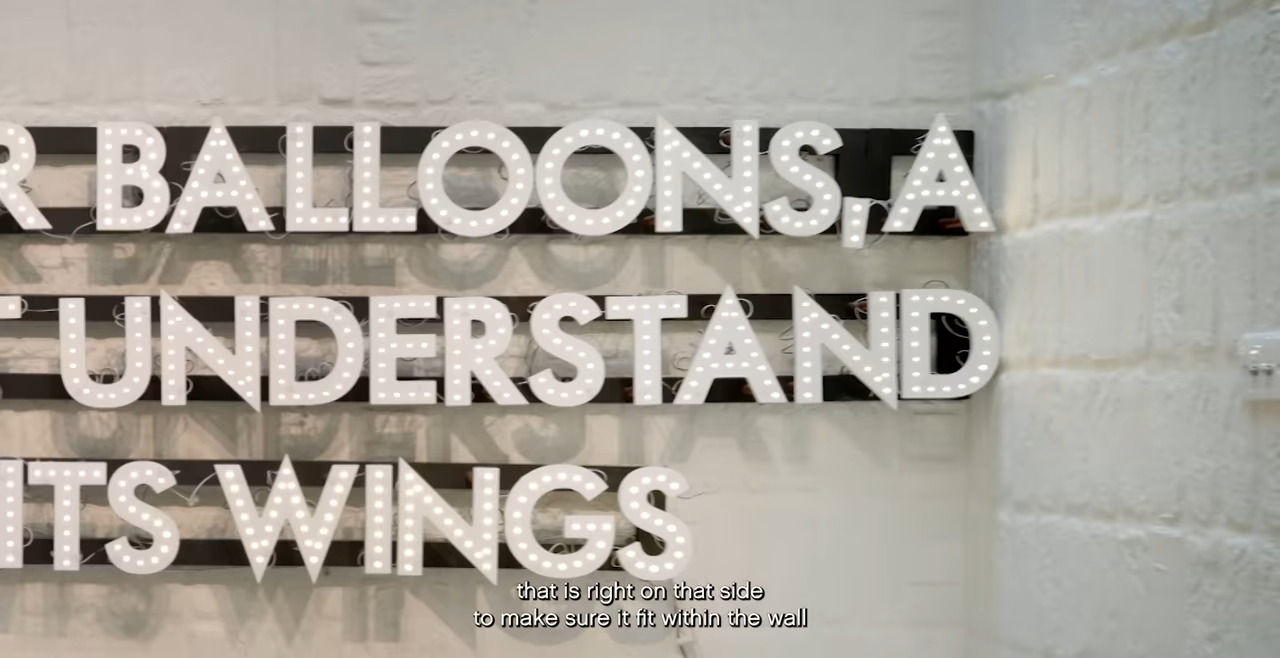 R BALLOONS, A
T UNDERSTAND
ITS WINGS
that is right on that side
to make sure it fit within the wall